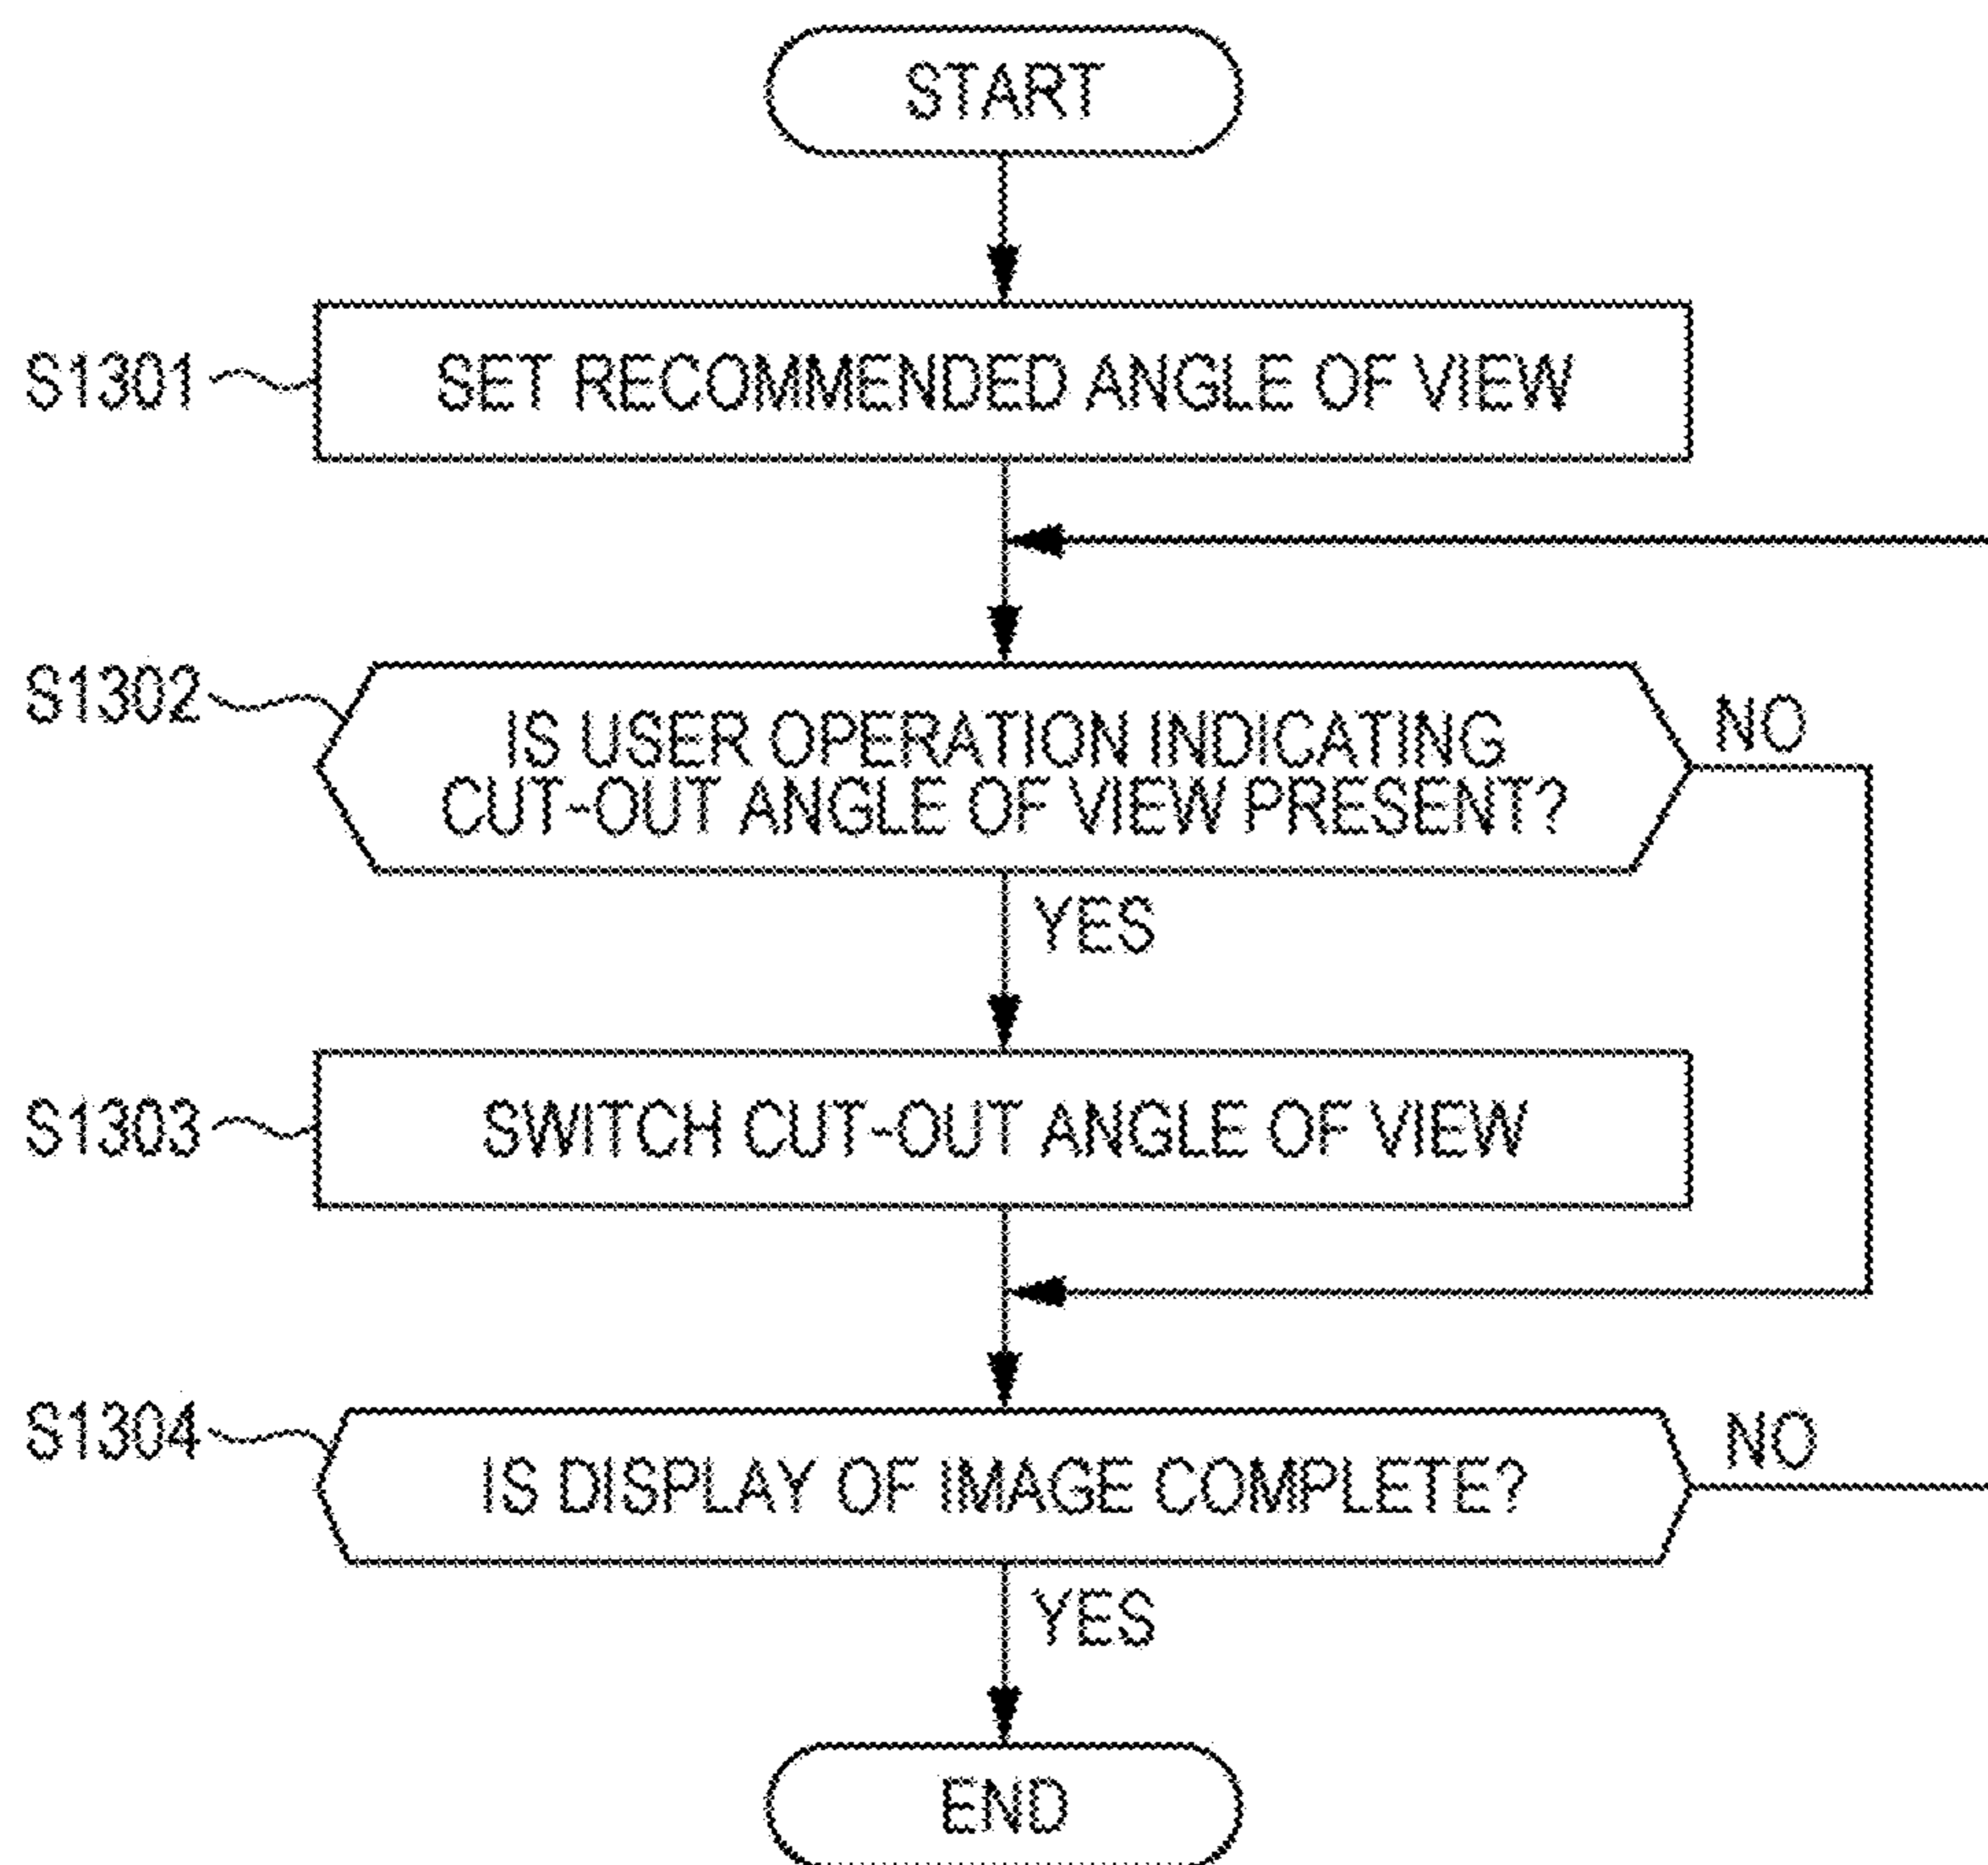 START
S1301
SET RECOMMENDED ANGLE OF VIEW
S1302
IS USER OPERATION INDICATING
CUT-OUT ANGLE OF VIEW PRESENT?
NO
YES
S1303
SWITCH CUT-OUT ANGLE OF VIEW
S1304
IS DISPLAY OF IMAGE COMPLETE?
NO
YES
END